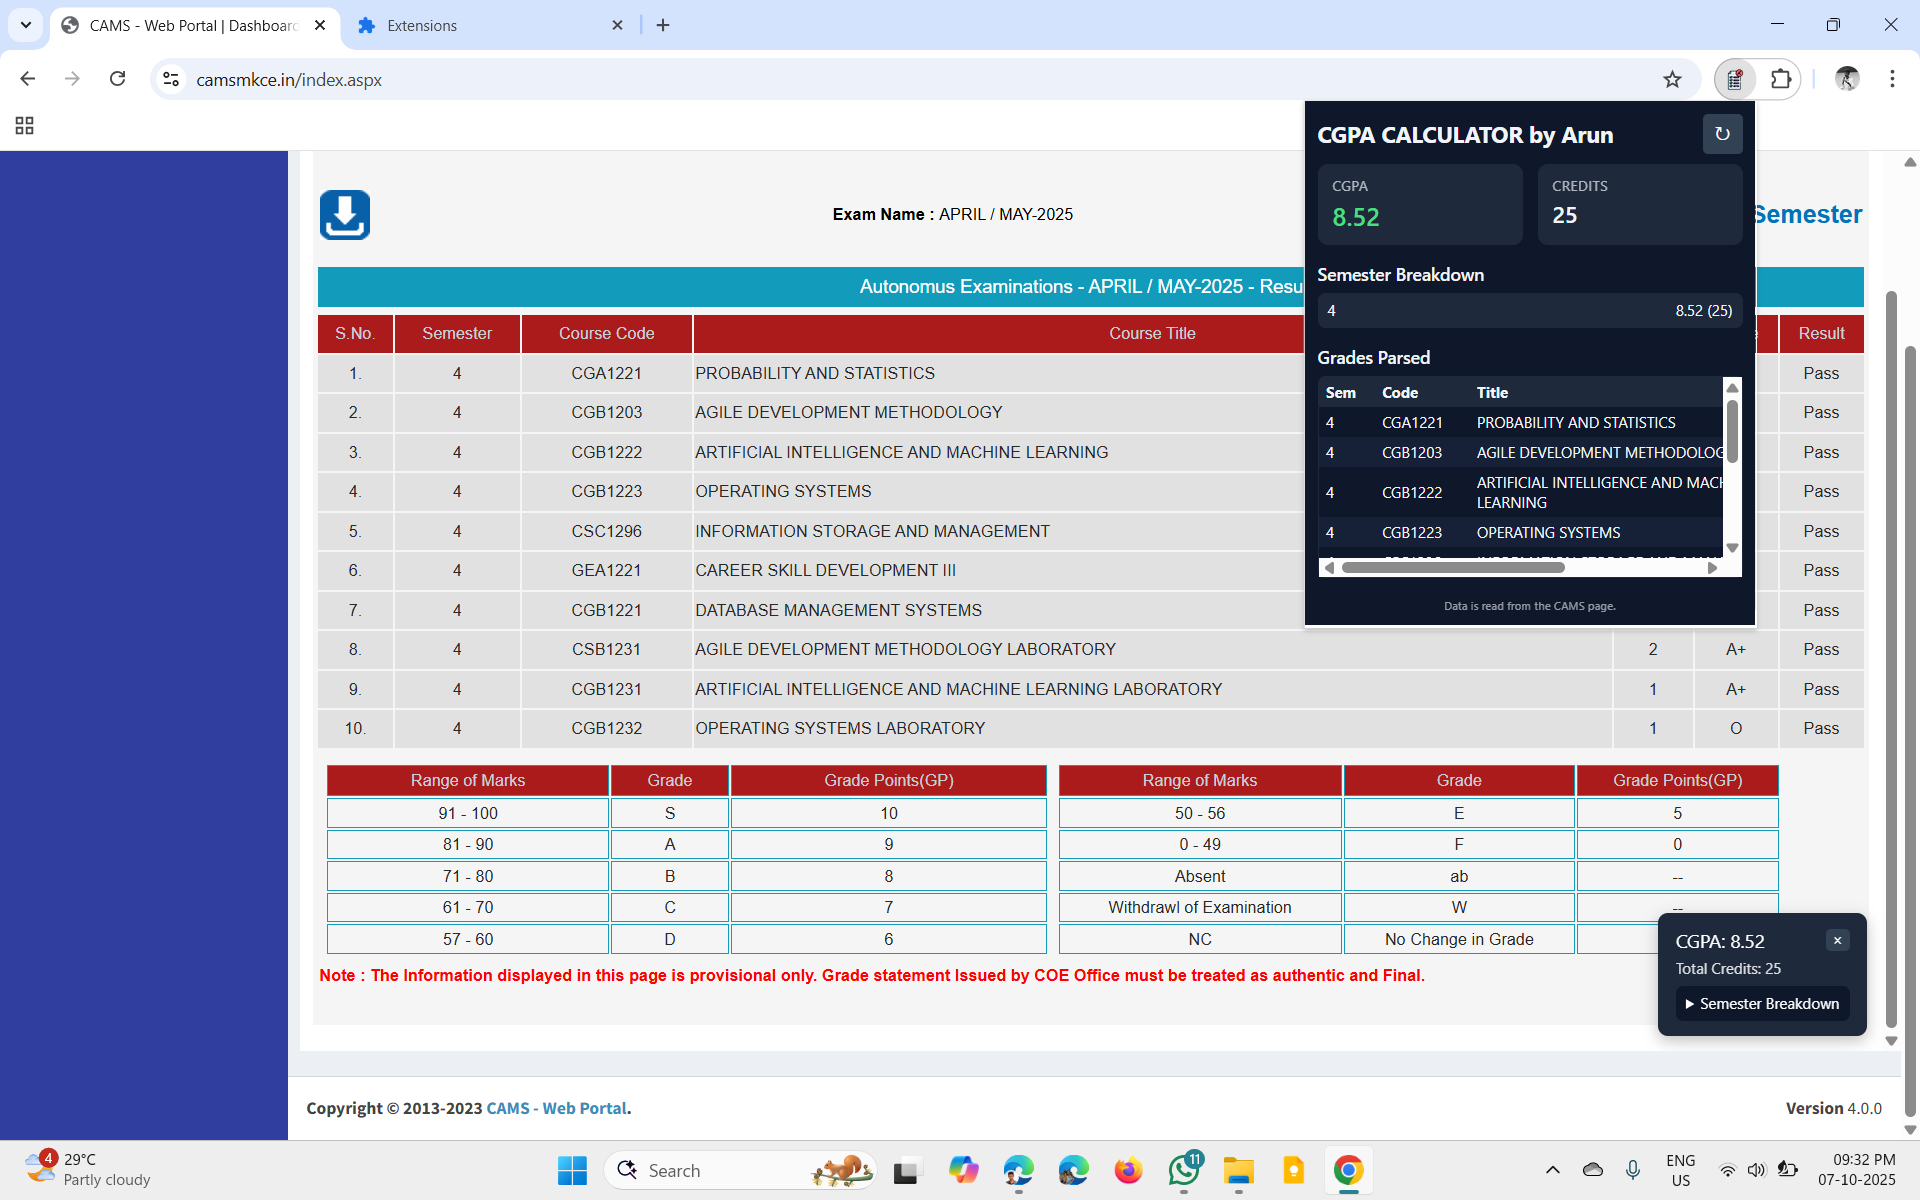 CAMS - Web Portal | Dashboard
Extensions
camsmkce.in/index.aspx
Exam Name : APRIL / MAY-2025
Semester
Autonomus Examinations - APRIL / MAY-2025 - Resu
S.No. Semester Course Code Course Title Result
1. 4 CGA1221 PROBABILITY AND STATISTICS Pass
2. 4 CGB1203 AGILE DEVELOPMENT METHODOLOGY Pass
3. 4 CGB1222 ARTIFICIAL INTELLIGENCE AND MACHINE LEARNING Pass
4. 4 CGB1223 OPERATING SYSTEMS Pass
5. 4 CSC1296 INFORMATION STORAGE AND MANAGEMENT Pass
6. 4 GEA1221 CAREER SKILL DEVELOPMENT III Pass
7. 4 CGB1221 DATABASE MANAGEMENT SYSTEMS Pass
8. 4 CSB1231 AGILE DEVELOPMENT METHODOLOGY LABORATORY 2 A+ Pass
9. 4 CGB1231 ARTIFICIAL INTELLIGENCE AND MACHINE LEARNING LABORATORY 1 A+ Pass
10. 4 CGB1232 OPERATING SYSTEMS LABORATORY 1 O Pass
CGPA CALCULATOR by Arun
CGPA CREDITS
8.52 25
Semester Breakdown
4 8.52 (25)
Grades Parsed
Sem Code Title
4 CGA1221 PROBABILITY AND STATISTICS
4 CGB1203 AGILE DEVELOPMENT METHODOLOG
4 CGB1222 ARTIFICIAL INTELLIGENCE AND MACH
LEARNING
4 CGB1223 OPERATING SYSTEMS
Data is read from the CAMS page.
Range of Marks Grade Grade Points(GP) Range of Marks Grade Grade Points(GP)
91 - 100 S 10 50 - 56 E 5
81 - 90 A 9 0 - 49 F 0
71 - 80 B 8 Absent ab --
61 - 70 C 7 Withdrawl of Examination W --
57 - 60 D 6 NC No Change in Grade
Note : The Information displayed in this page is provisional only. Grade statement Issued by COE Office must be treated as authentic and Final.
CGPA: 8.52
Total Credits: 25
▶ Semester Breakdown
Copyright © 2013-2023 CAMS - Web Portal.
Version 4.0.0
4
29°C
Partly cloudy
Search
11
ENG
US
09:32 PM
07-10-2025